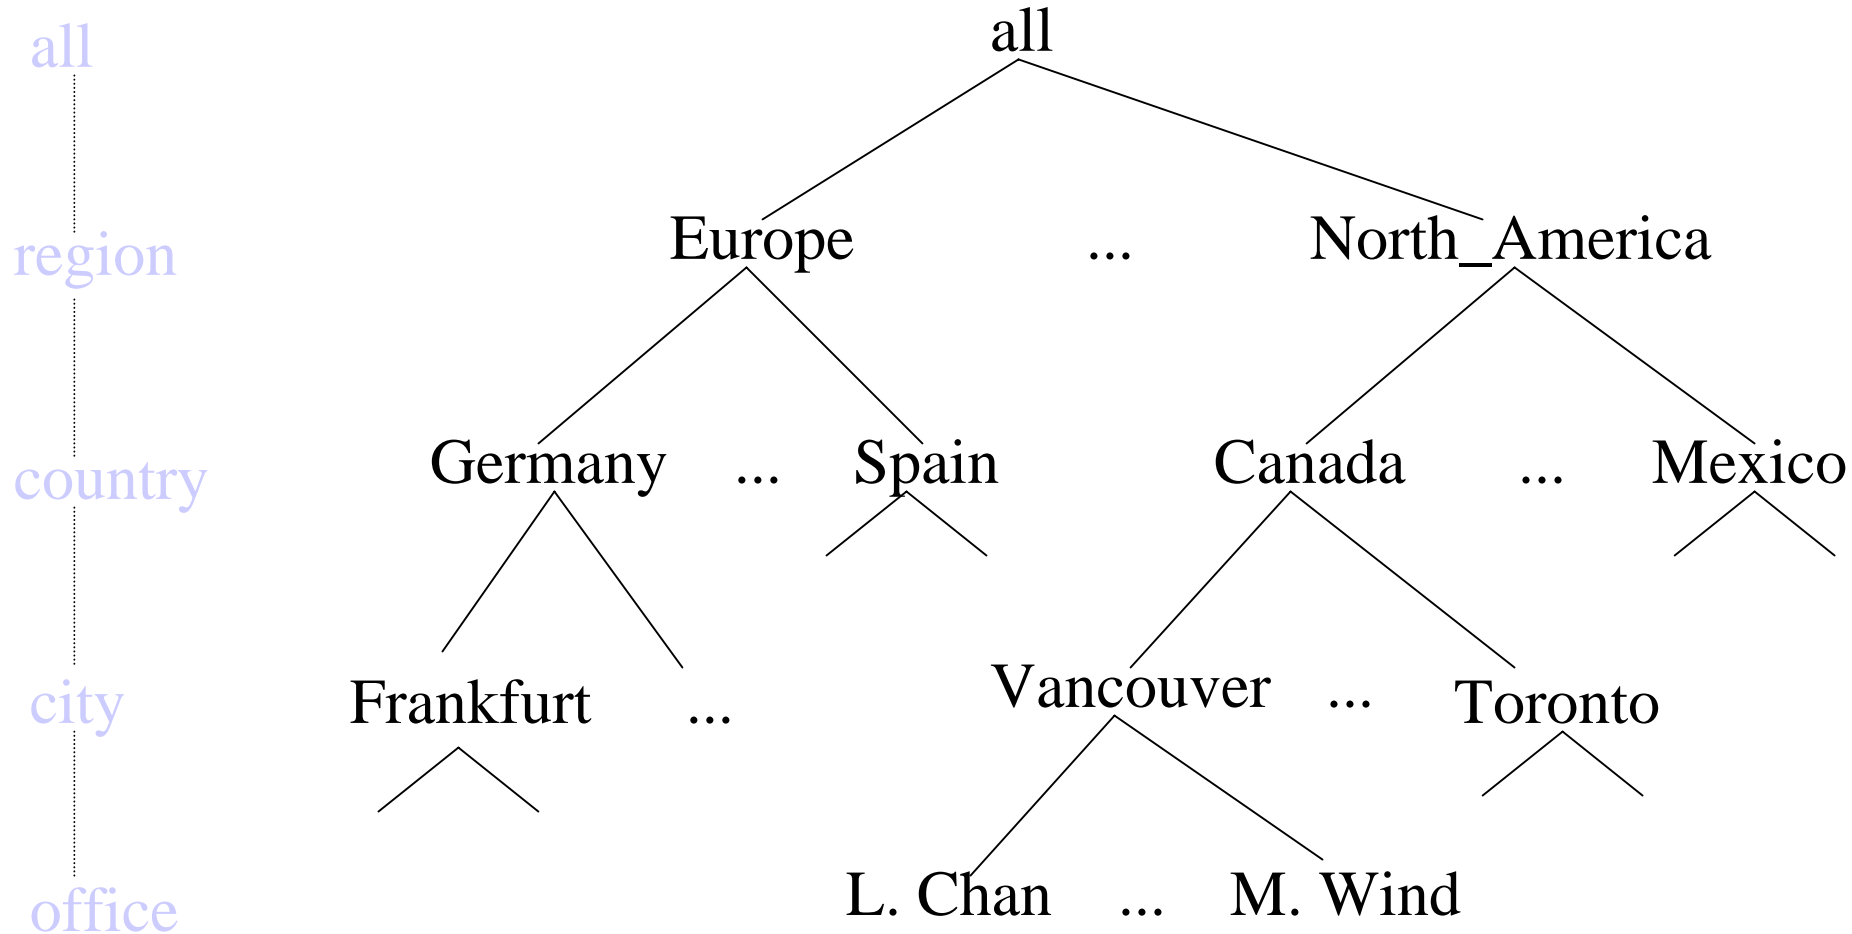 all
all
region
Europe ... North_America
country
Germany ... Spain Canada ... Mexico
city
Frankfurt ... Vancouver ... Toronto
office
L. Chan ... M. Wind